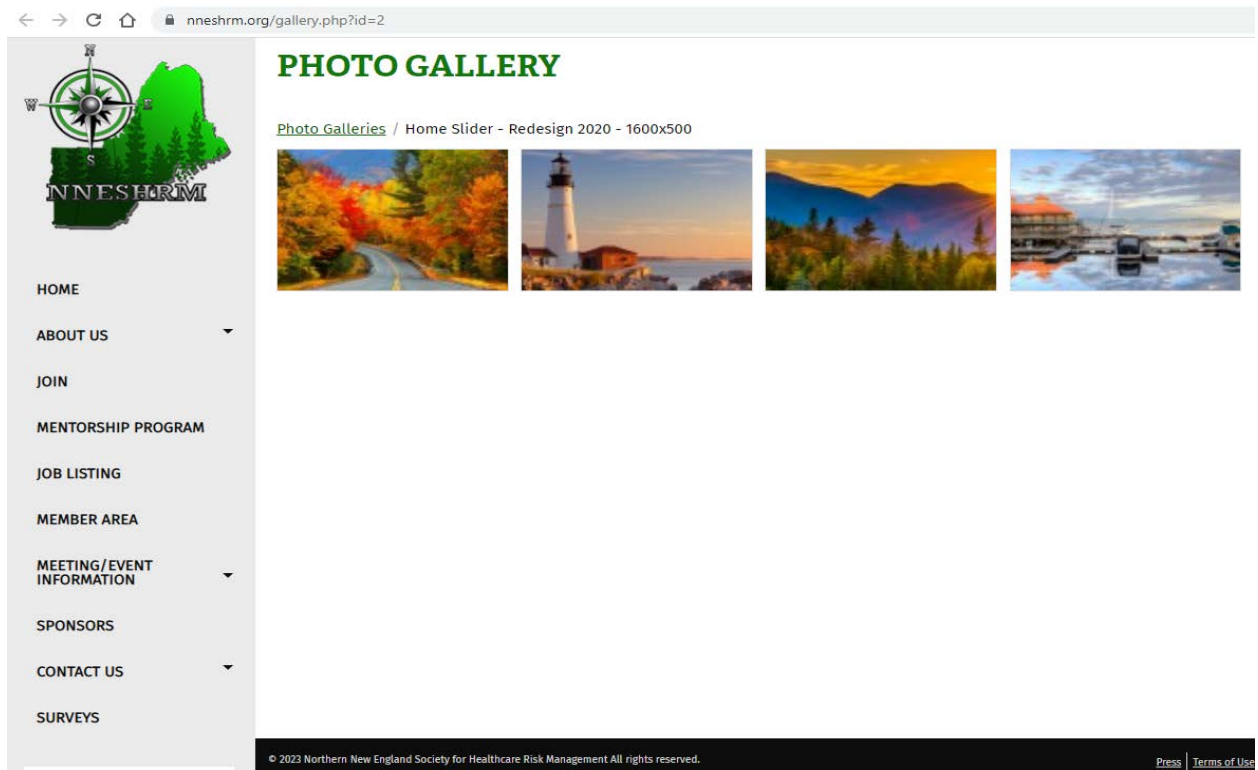 nneshrm.org/gallery.php?id=2
N
W
E
S
NNESHRM
HOME
ABOUT US
JOIN
MENTORSHIP PROGRAM
JOB LISTING
MEMBER AREA
MEETING/EVENT
INFORMATION
SPONSORS
CONTACT US
SURVEYS
PHOTO GALLERY
Photo Galleries / Home Slider - Redesign 2020 - 1600x500
© 2023 Northern New England Society for Healthcare Risk Management All rights reserved.
Press | Terms of Use